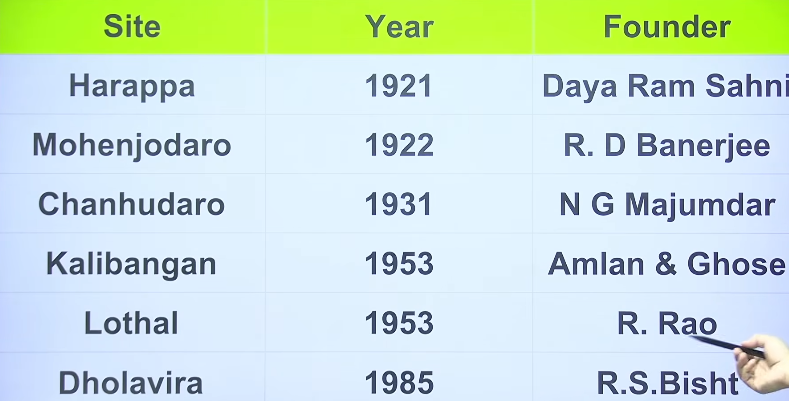 Site Year Founder
Harappa 1921 Daya Ram Sahni
Mohenjodaro 1922 R. D Banerjee
Chanhudaro 1931 N G Majumdar
Kalibangan 1953 Amlan & Ghose
Lothal 1953 R. Rao
Dholavira 1985 R.S.Bisht